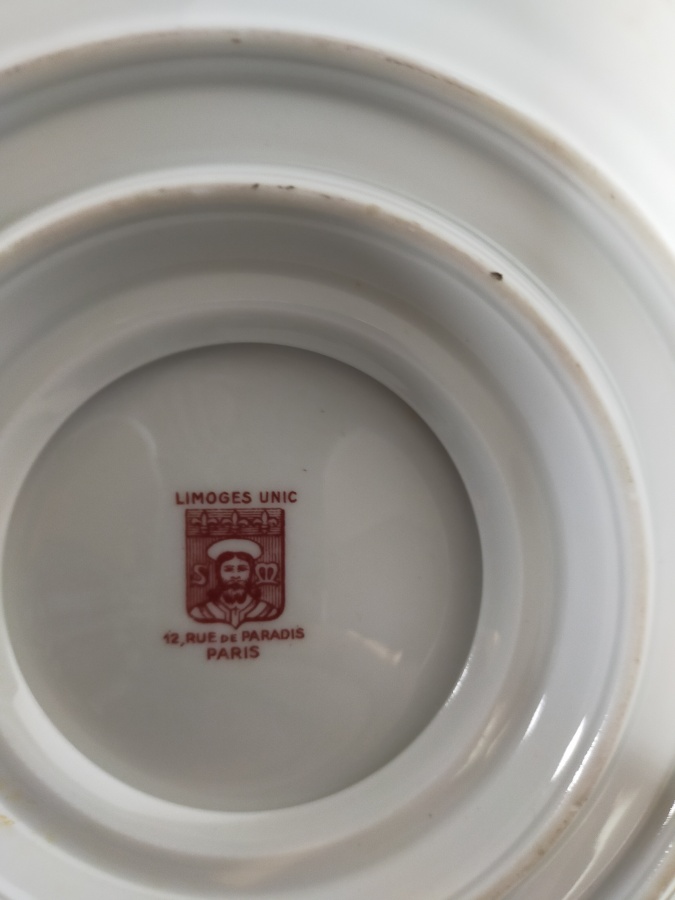 LIMOGES UNIC
S M
12, RUE DE PARADIS
PARIS